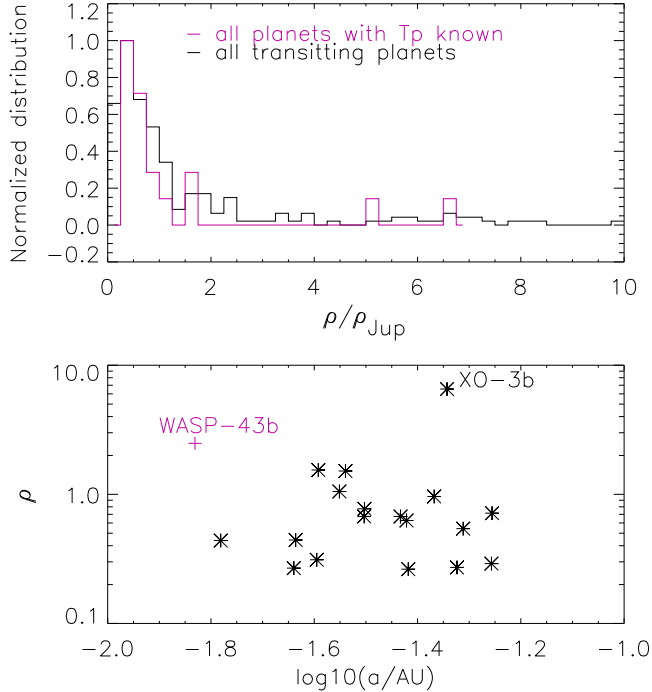 1.2
1.0
0.8
0.6
0.4
0.2
0.0
−0.2
Normalized distribution
— all planets with Tp known
— all transitting planets
0 2 4 6 8 10
ρ/ρJup
10.0
1.0
0.1
ρ
XO−3b
WASP−43b
−2.0 −1.8 −1.6 −1.4 −1.2 −1.0
log10(a/AU)